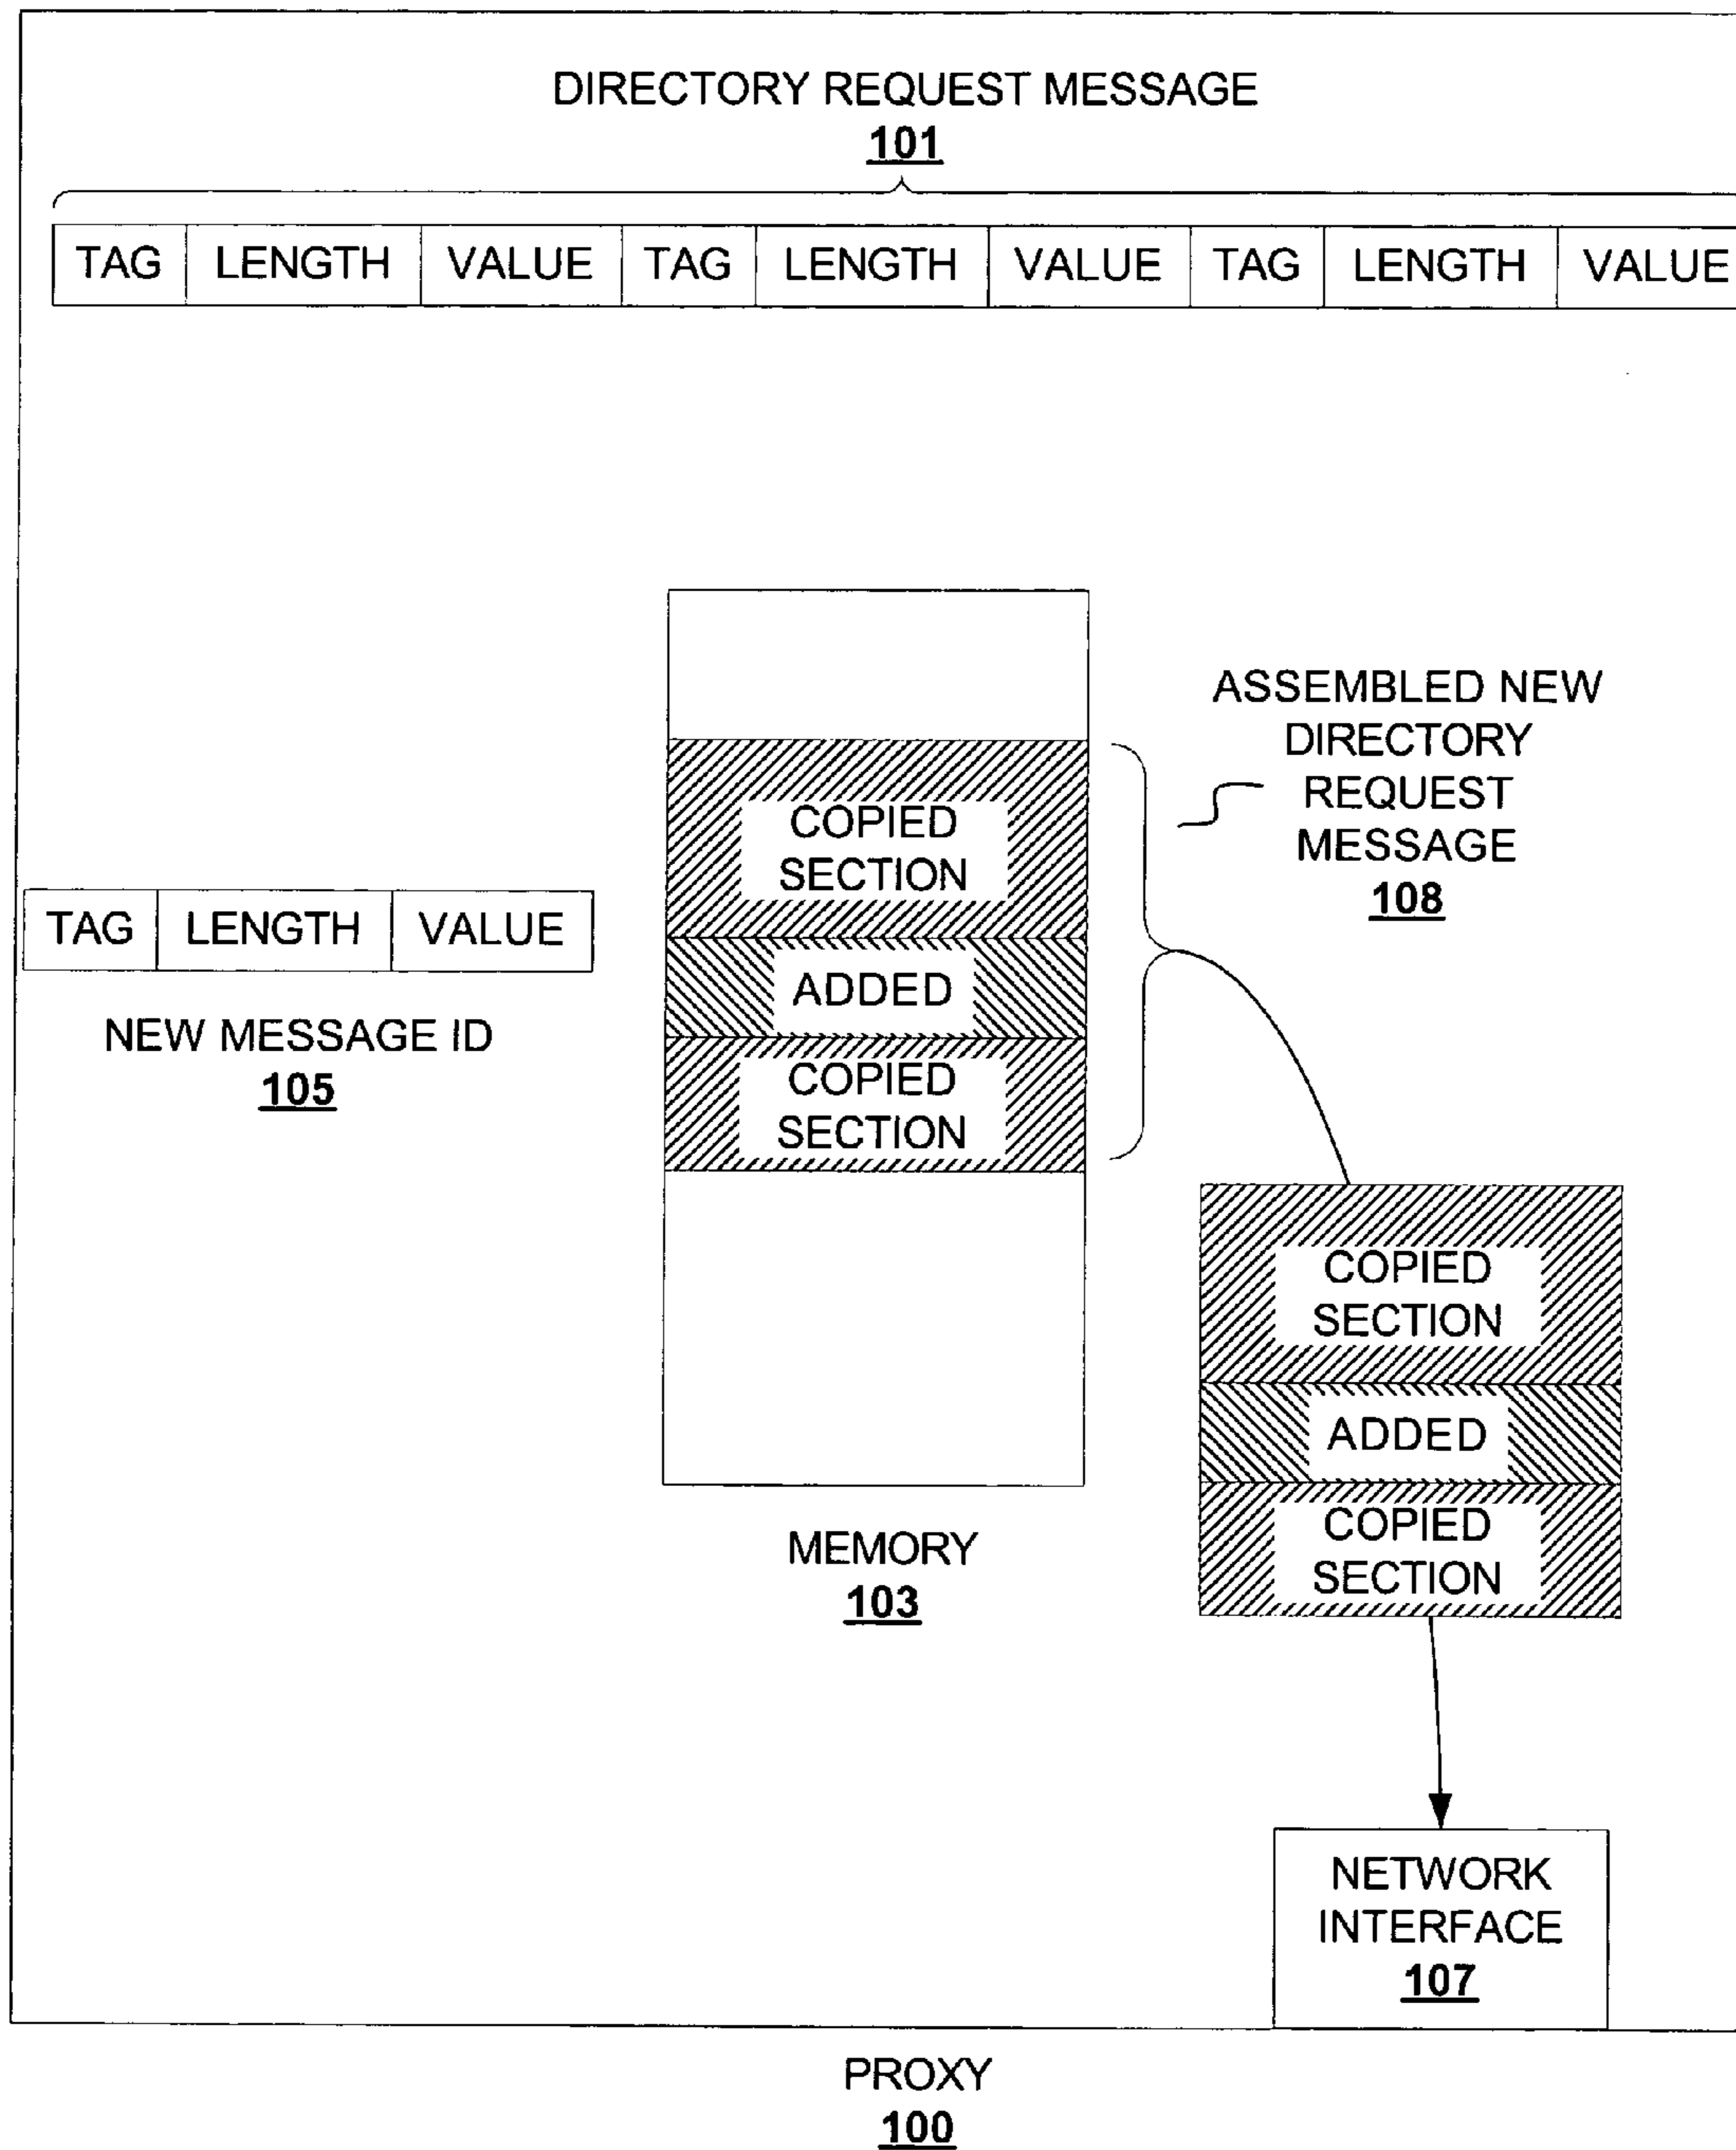 DIRECTORY REQUEST MESSAGE
101
TAG LENGTH VALUE TAG LENGTH VALUE TAG LENGTH VALUE
ASSEMBLED NEW
DIRECTORY
REQUEST
MESSAGE
108
COPIED
SECTION
ADDED
COPIED
SECTION
TAG LENGTH VALUE
NEW MESSAGE ID
105
MEMORY
103
COPIED
SECTION
ADDED
COPIED
SECTION
NETWORK
INTERFACE
107
PROXY
100